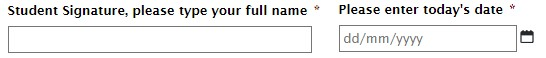 Student Signature, please type your full name *
Please enter today's date *
dd/mm/yyyy